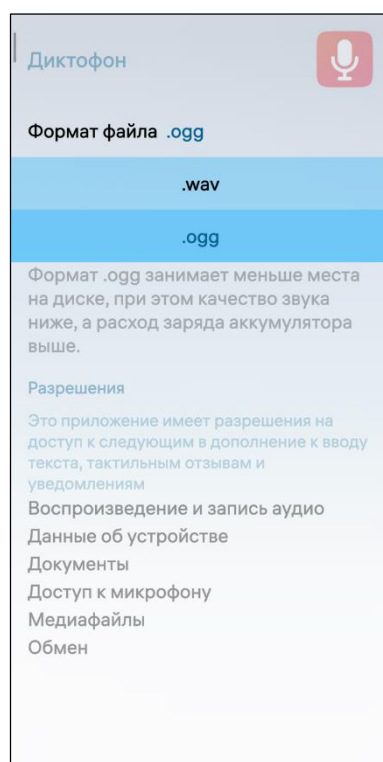 Диктофон
Формат файла .ogg
.wav
.ogg
Формат .ogg занимает меньше места
на диске, при этом качество звука
ниже, а расход заряда аккумулятора
выше.
Разрешения
Это приложение имеет разрешения на
доступ к следующим в дополнение к вводу
текста, тактильным отзывам и
уведомлениям
Воспроизведение и запись аудио
Данные об устройстве
Документы
Доступ к микрофону
Медиафайлы
Обмен